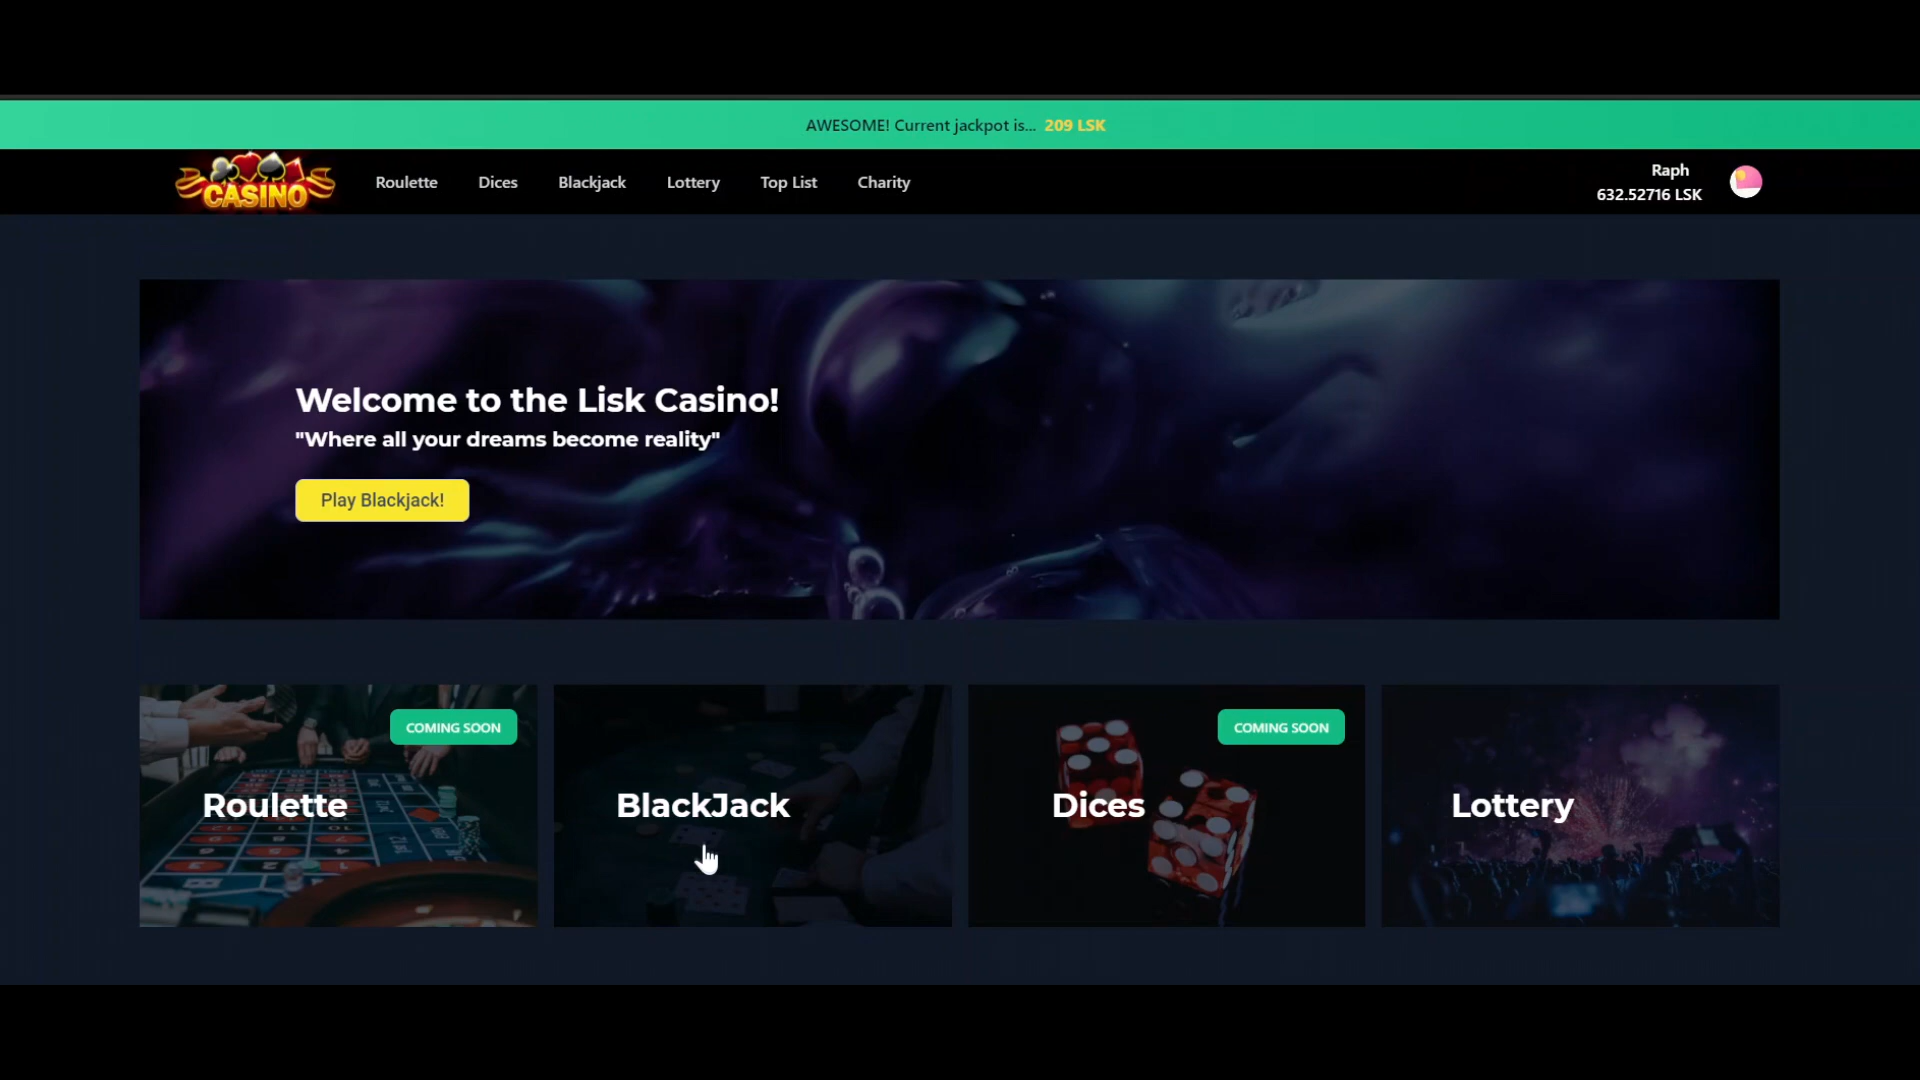 AWESOME! Current jackpot is... 209 LSK
CASINO
Roulette
Dices
Blackjack
Lottery
Top List
Charity
Raph
632.52716 LSK
Welcome to the Lisk Casino!
"Where all your dreams become reality"
Play Blackjack!
COMING SOON
COMING SOON
Roulette
BlackJack
Dices
Lottery